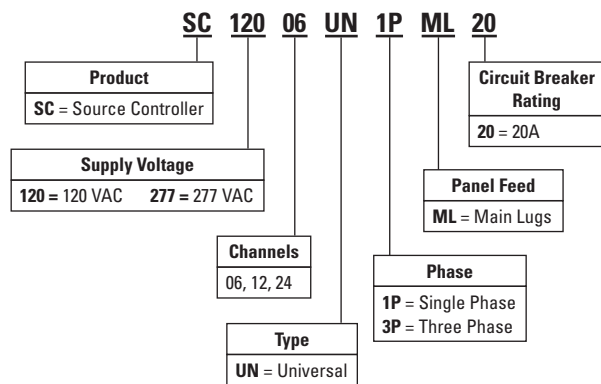 SC 120 06 UN 1P ML 20
Product
SC = Source Controller
Circuit Breaker
Rating
20 = 20A
Supply Voltage
120 = 120 VAC 277 = 277 VAC
Panel Feed
ML = Main Lugs
Channels
06, 12, 24
Phase
1P = Single Phase
3P = Three Phase
Type
UN = Universal